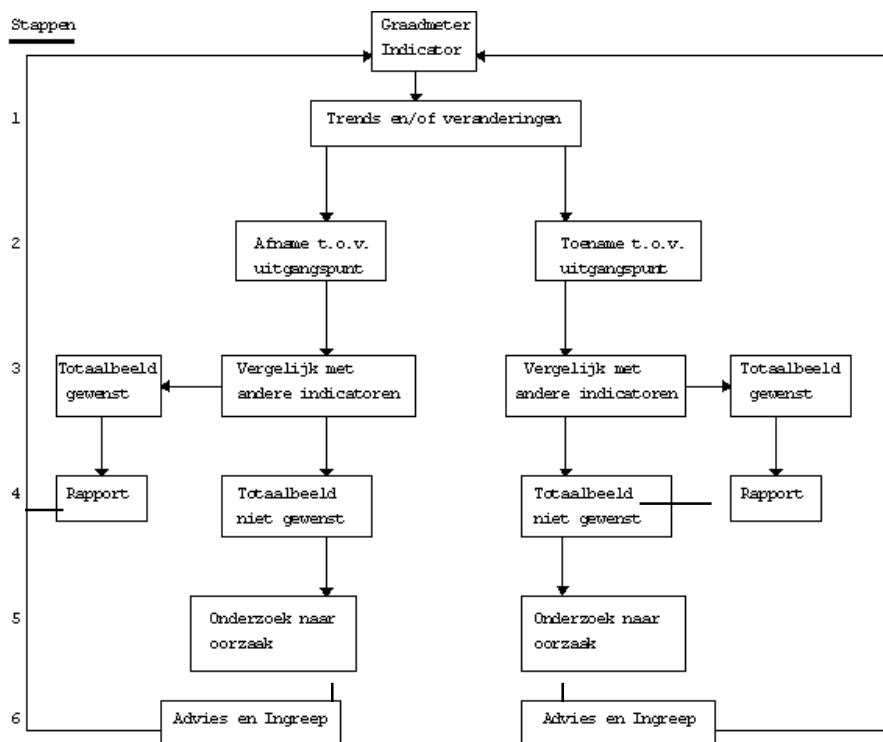 Stappen
Graadmeter
Indicator
1
Trends en/of veranderingen
2
Afname t.o.v.
uitgangspunt
Toename t.o.v.
uitgangspunt
3
Totaalbeeld
gewenst
Vergelijk met
andere indicatoren
Vergelijk met
andere indicatoren
Totaalbeeld
gewenst
4
Rapport
Totaalbeeld
niet gewenst
Totaalbeeld
niet gewenst
Rapport
5
Onderzoek naar
oorzaak
Onderzoek naar
oorzaak
6
Advies en Ingreep
Advies en Ingreep